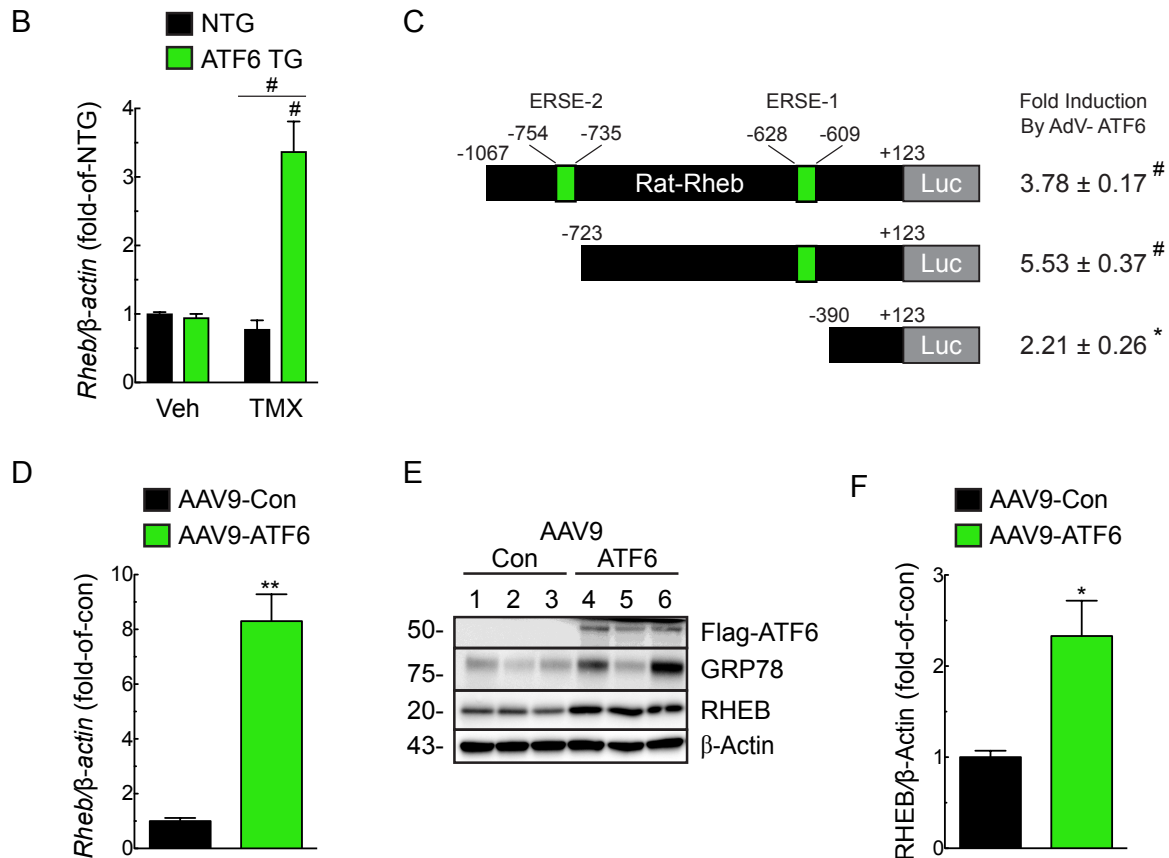 B
NTG
ATF6 TG
Rheb/β-actin (fold-of-NTG)
4
3
2
1
0
#
#
Veh TMX
C
ERSE-2 ERSE-1
-754 -735 -628 -609
-1067 +123
Rat-Rheb Luc
Fold Induction
By AdV- ATF6
3.78 ± 0.17 #
-723 +123
Luc
5.53 ± 0.37 #
-390 +123
Luc
2.21 ± 0.26 *
D
AAV9-Con
AAV9-ATF6
Rheb/β-actin (fold-of-con)
10
8
6
4
2
1
0
**
E
AAV9
Con ATF6
1 2 3 4 5 6
50- Flag-ATF6
75- GRP78
20- RHEB
43- β-Actin
F
AAV9-Con
AAV9-ATF6
RHEB/β-Actin (fold-of-con)
3
2
1
0
*